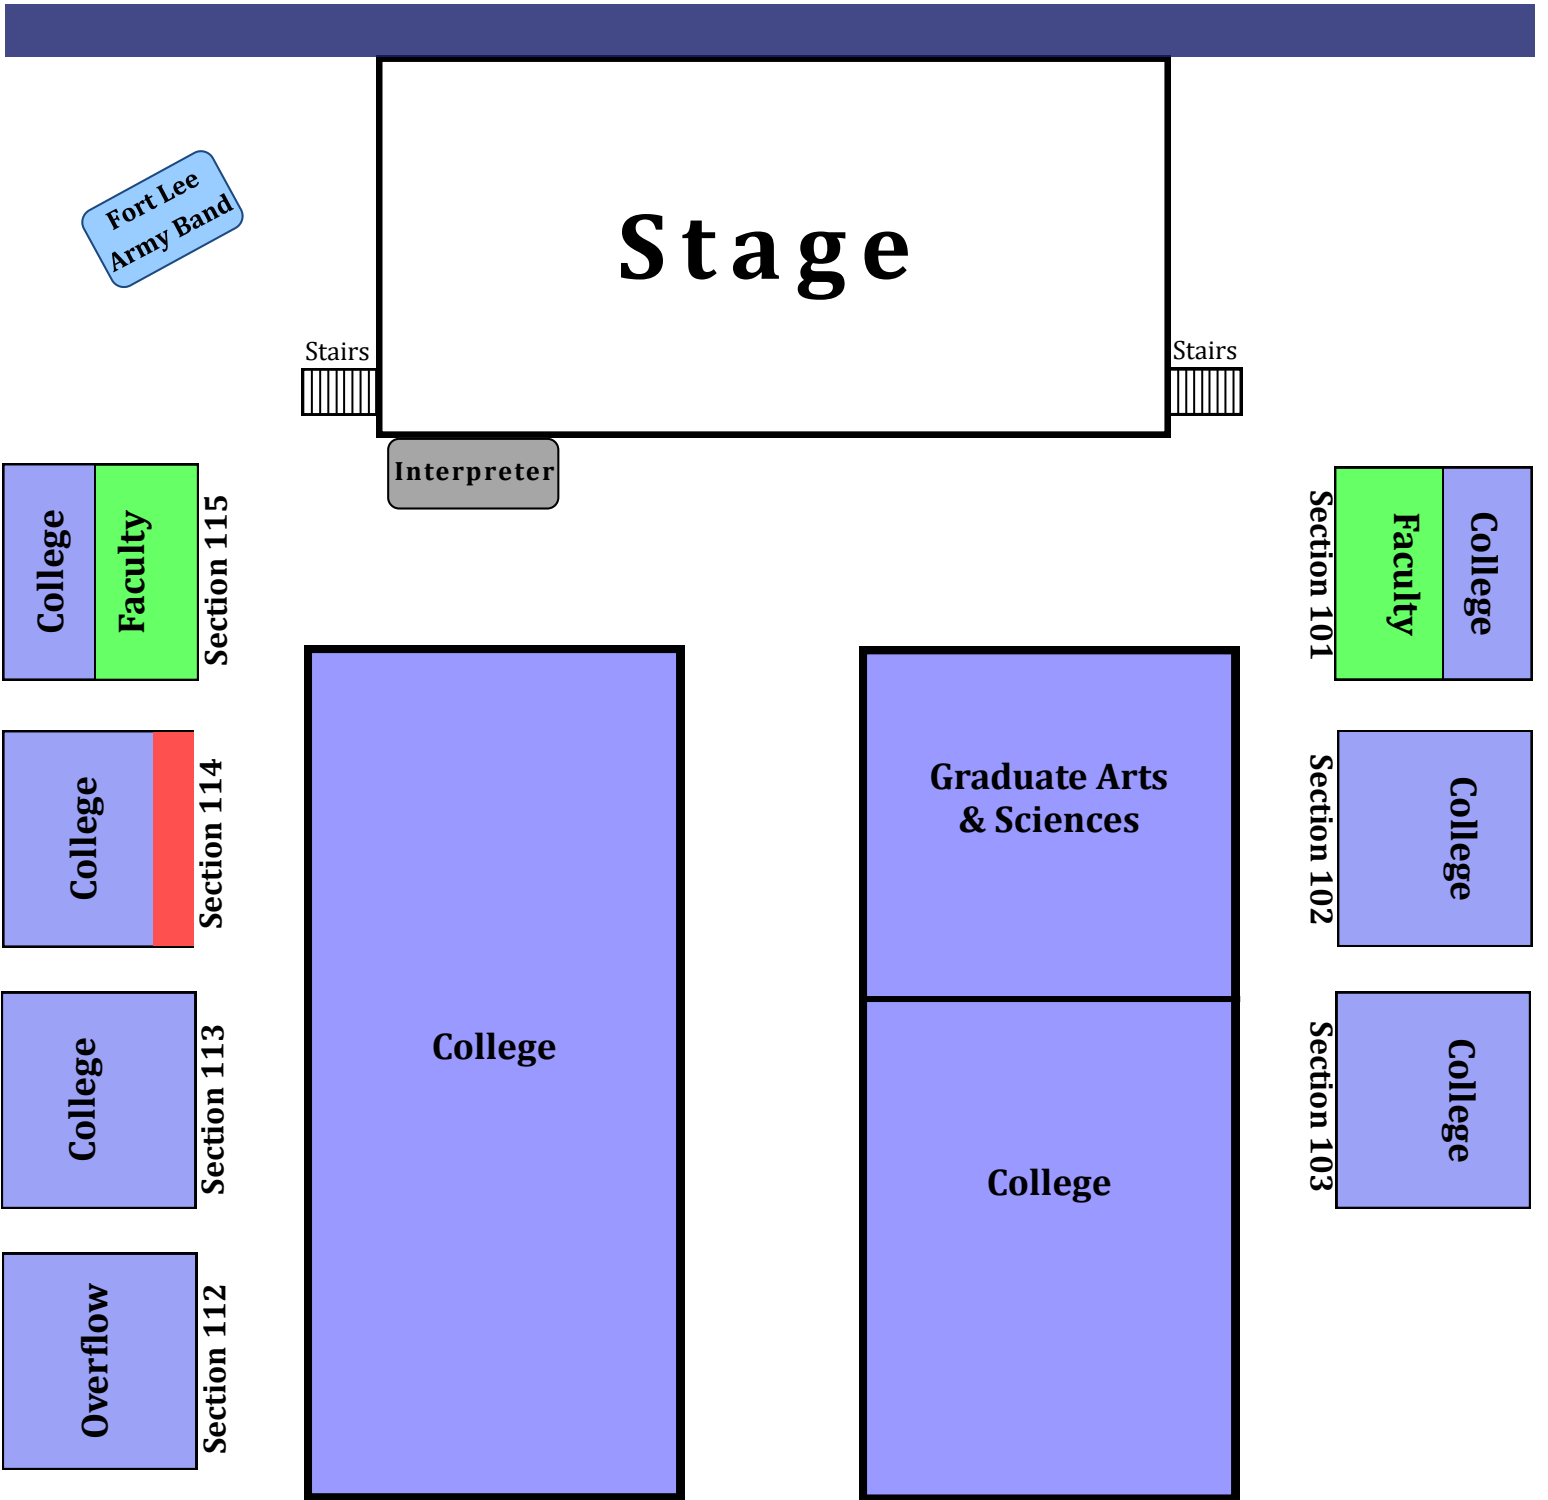 Fort Lee
Army Band
Stage
Stairs
Stairs
Interpreter
College
Faculty
Section 115
Section 101
Faculty
College
College
Section 114
Graduate Arts
& Sciences
Section 102
College
College
Section 113
College
College
Section 103
College
Overflow
Section 112